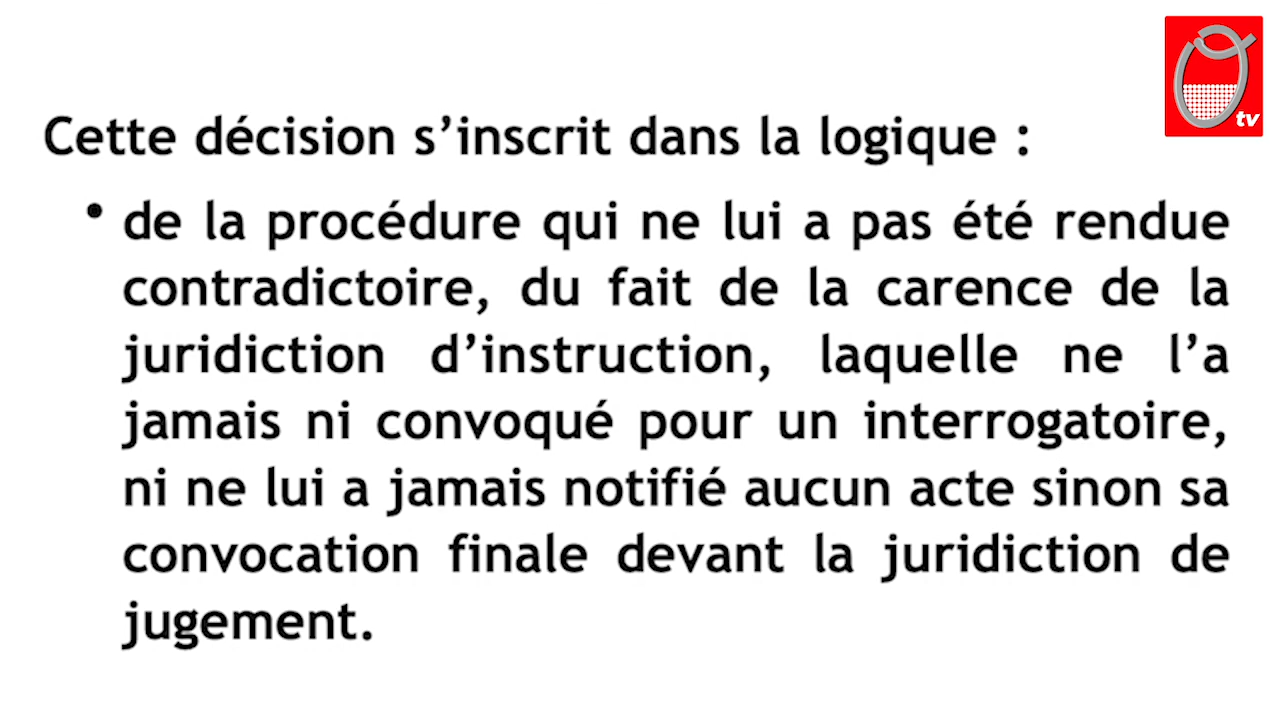 tv
Cette décision s’inscrit dans la logique :
• de la procédure qui ne lui a pas été rendue
contradictoire, du fait de la carence de la
juridiction d’instruction, laquelle ne l’a
jamais ni convoqué pour un interrogatoire,
ni ne lui a jamais notifié aucun acte sinon sa
convocation finale devant la juridiction de
jugement.